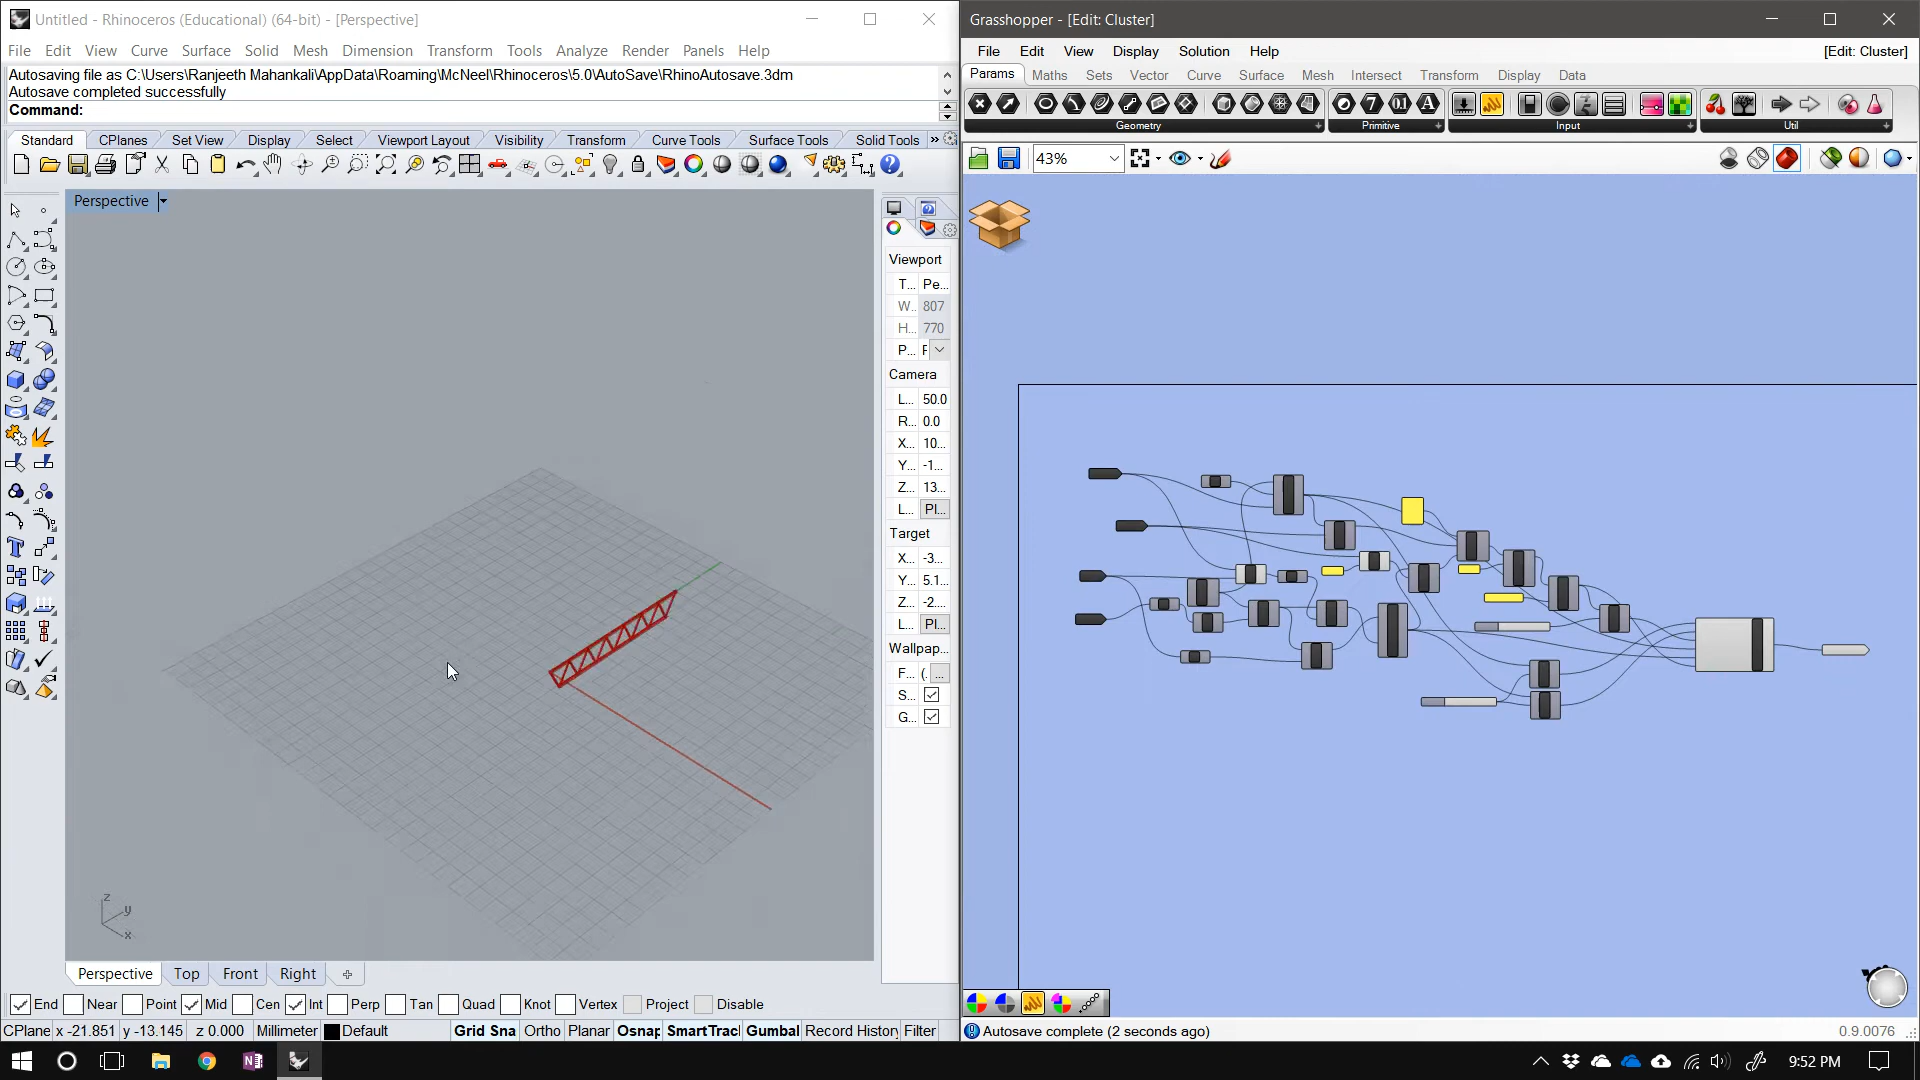 Untitled - Rhinoceros (Educational) (64-bit) - [Perspective]
File Edit View Curve Surface Solid Mesh Dimension Transform Tools Analyze Render Panels Help
Autosaving file as C:\Users\Ranjeeth Mahankali\AppData\Roaming\McNeel\Rhinoceros\5.0\AutoSave\RhinoAutosave.3dm
Autosave completed successfully
Command:
Standard CPlanes Set View Display Select Viewport Layout Visibility Transform Curve Tools Surface Tools Solid Tools »
Perspective
Viewport
T... Pe...
W... 807
H... 770
P... F
Camera
L... 50.0
R... 0.0
X... 10...
Y... -1...
Z... 13...
L... Pl...
Target
X... -3...
Y... 5.1...
Z... -2....
L... Pl...
Wallpap...
F... (. ...
S...
G...
z
y
x
Perspective Top Front Right
End Near Point Mid Cen Int Perp Tan Quad Knot Vertex Project Disable
CPlane x -21.851 y -13.145 z 0.000 Millimeter Default Grid Sna Ortho Planar Osnap SmartTrac Gumbal Record History Filter
Grasshopper - [Edit: Cluster]
File Edit View Display Solution Help [Edit: Cluster]
Params Maths Sets Vector Curve Surface Mesh Intersect Transform Display Data
Geometry Primitive Input Util
43%
Autosave complete (2 seconds ago) 0.9.0076
9:52 PM